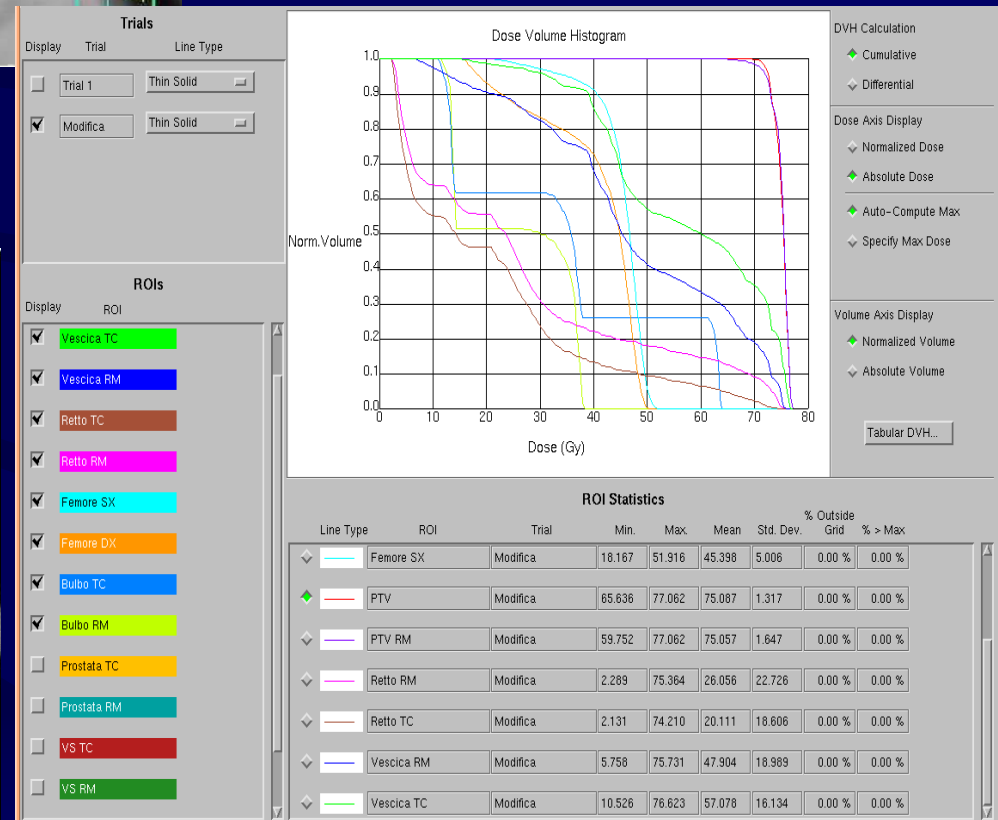 Trials
Display Trial Line Type
Trial 1 Thin Solid
Modifica Thin Solid
ROIs
Display ROI
Vescica TC
Vescica RM
Retto TC
Retto RM
Femore SX
Femore DX
Bulbo TC
Bulbo RM
Prostata TC
Prostata RM
VS TC
VS RM
Dose Volume Histogram
1.0
0.9
0.8
0.7
0.6
0.5
Norm.Volume
0.4
0.3
0.2
0.1
0.0
0 10 20 30 40 50 60 70 80
Dose (Gy)
DVH Calculation
Cumulative
Differential
Dose Axis Display
Normalized Dose
Absolute Dose
Auto-Compute Max
Specify Max Dose
Volume Axis Display
Normalized Volume
Absolute Volume
Tabular DVH...
ROI Statistics
Line Type ROI Trial Min. Max. Mean Std. Dev. % Outside Grid % > Max
Femore SX Modifica 18.167 51.916 45.398 5.006 0.00 % 0.00 %
PTV Modifica 65.636 77.062 75.087 1.317 0.00 % 0.00 %
PTV RM Modifica 59.752 77.062 75.057 1.647 0.00 % 0.00 %
Retto RM Modifica 2.289 75.364 26.056 22.726 0.00 % 0.00 %
Retto TC Modifica 2.131 74.210 20.111 18.606 0.00 % 0.00 %
Vescica RM Modifica 5.758 75.731 47.904 18.989 0.00 % 0.00 %
Vescica TC Modifica 10.526 76.623 57.078 16.134 0.00 % 0.00 %